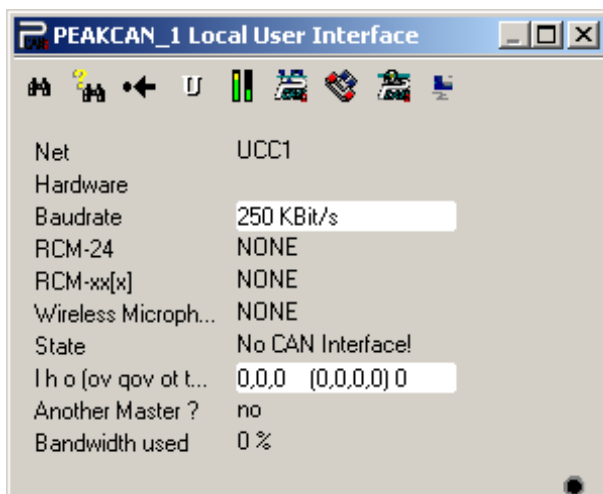 PEAKCAN_1 Local User Interface
U
Net UCC1
Hardware
Baudrate 250 KBit/s
RCM-24 NONE
RCM-xx[x] NONE
Wireless Microph... NONE
State No CAN Interface!
l h o (ov qov ot t... 0,0,0 (0,0,0,0) 0
Another Master ? no
Bandwidth used 0 %